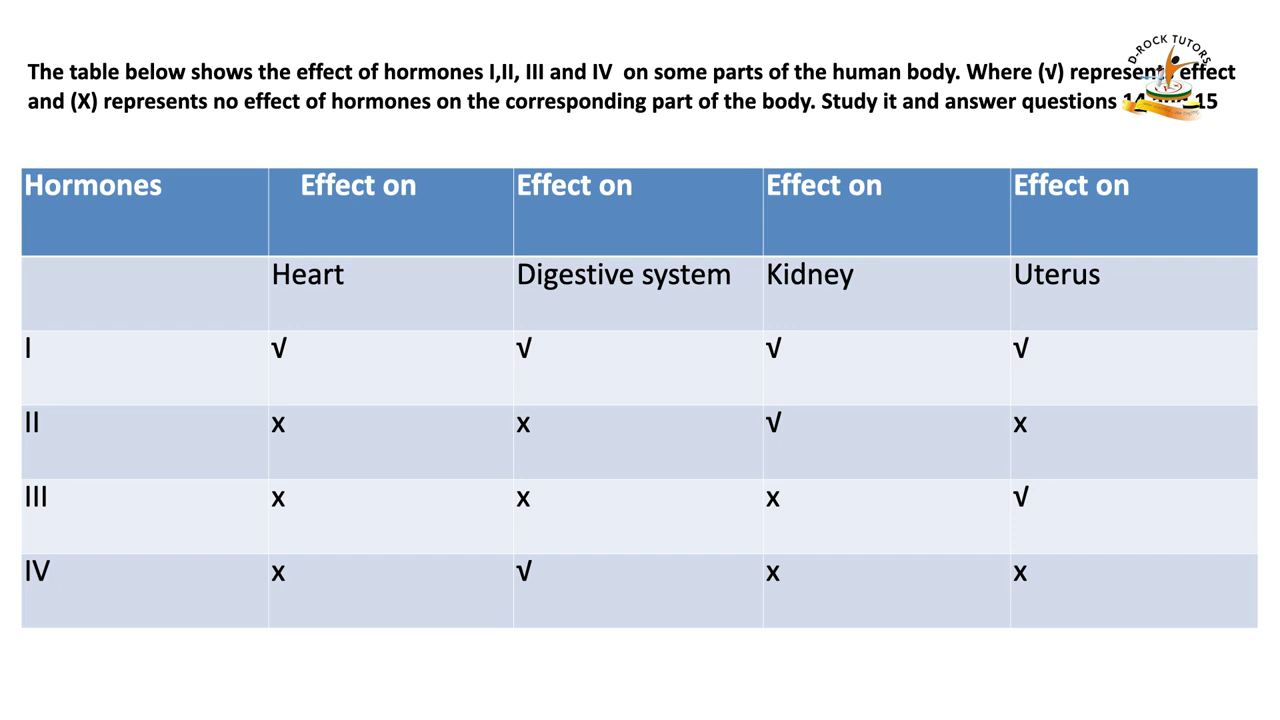 D-ROCK TUTORS
The table below shows the effect of hormones I,II, III and IV on some parts of the human body. Where (√) represents effect
and (X) represents no effect of hormones on the corresponding part of the body. Study it and answer questions 14 15
Hormones Effect on Effect on Effect on Effect on
Heart Digestive system Kidney Uterus
I √ √ √ √
II x x √ x
III x x x √
IV x √ x x